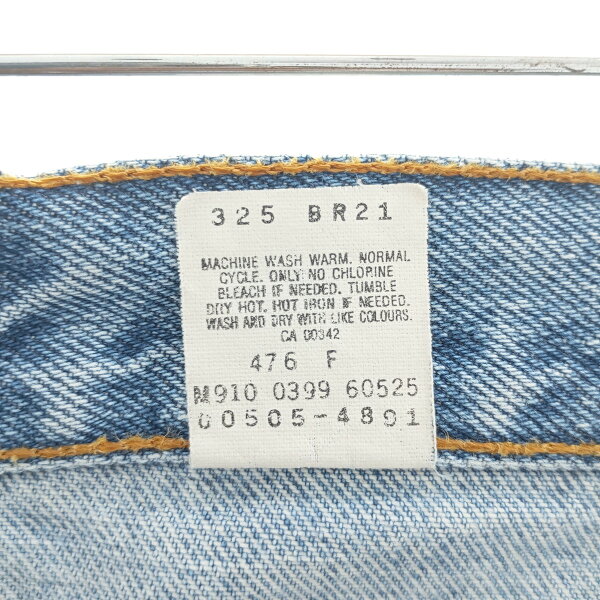 325 BR21
MACHINE WASH WARM. NORMAL
CYCLE. ONLY NO CHLORINE
BLEACH IF NEEDED. TUMBLE
DRY HOT. HOT IRON IF NEEDED.
WASH AND DRY WITH LIKE COLOURS.
CA 00342
476 F
M910 0399 60525
00505-4891